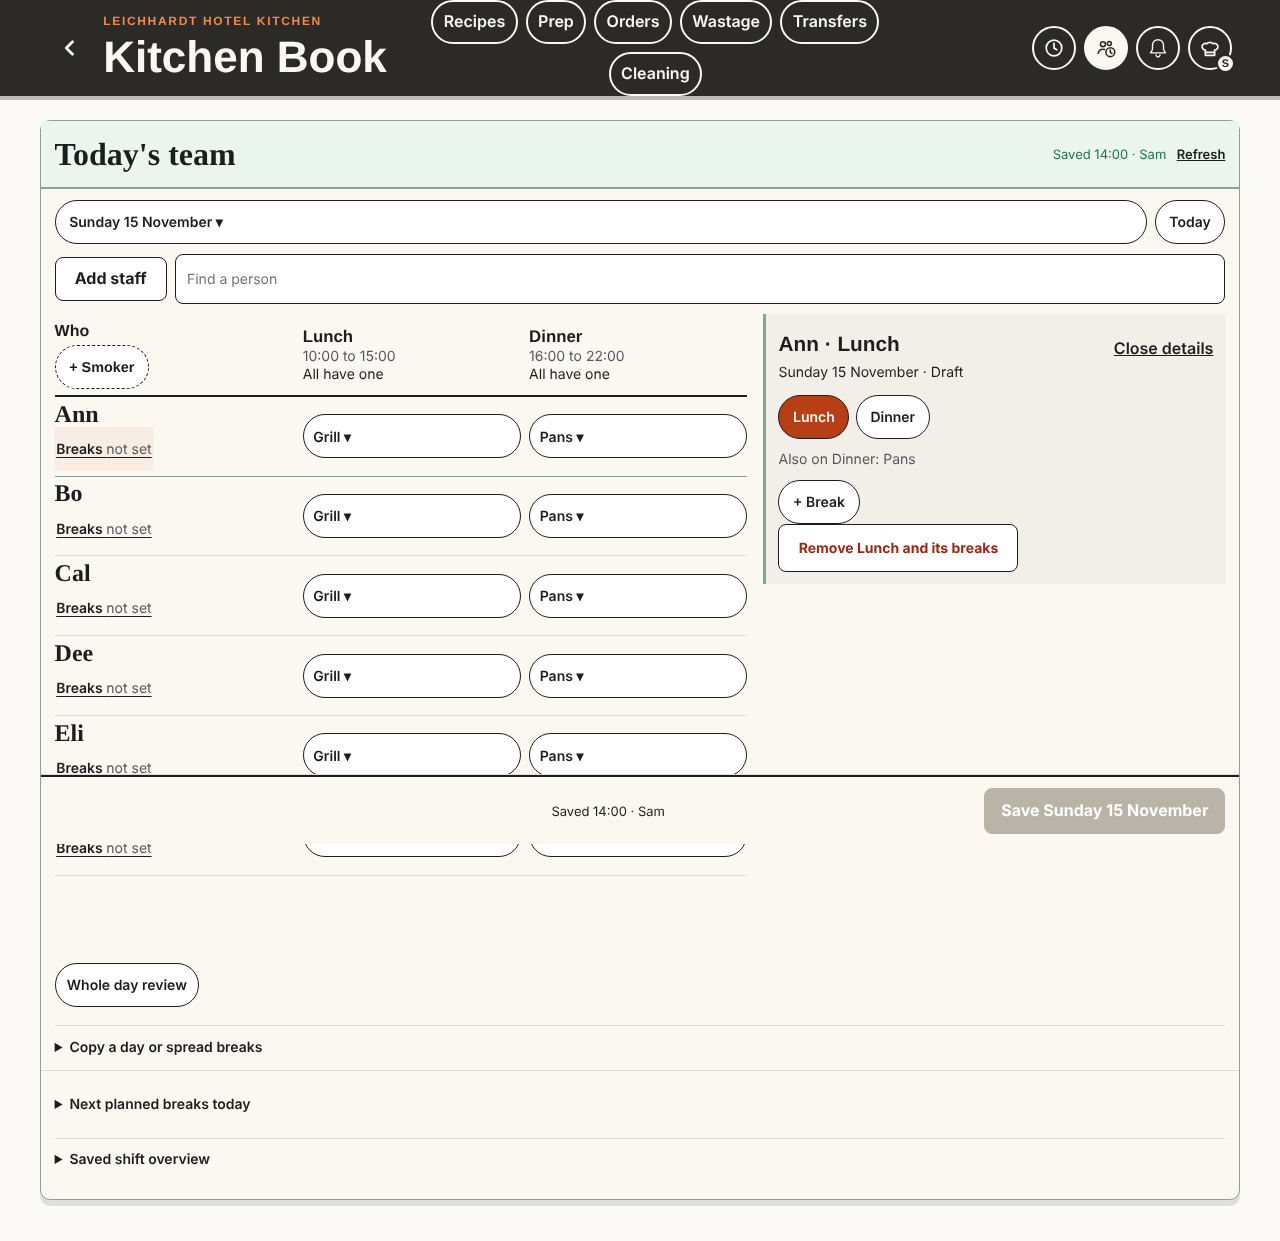 LEICHHARDT HOTEL KITCHEN
Kitchen Book
Recipes
Prep
Orders
Wastage
Transfers
Cleaning
S
Today's team
Saved 14:00 · Sam
Refresh
Sunday 15 November ▾
Today
Add staff
Find a person
Who
+ Smoker
Lunch
10:00 to 15:00
All have one
Dinner
16:00 to 22:00
All have one
Ann
Breaks not set
Grill ▾
Pans ▾
Bo
Breaks not set
Grill ▾
Pans ▾
Cal
Breaks not set
Grill ▾
Pans ▾
Dee
Breaks not set
Grill ▾
Pans ▾
Eli
Breaks not set
Grill ▾
Pans ▾
Ann · Lunch
Close details
Sunday 15 November · Draft
Lunch
Dinner
Also on Dinner: Pans
+ Break
Remove Lunch and its breaks
Saved 14:00 · Sam
Save Sunday 15 November
Breaks not set
Whole day review
▶ Copy a day or spread breaks
▶ Next planned breaks today
▶ Saved shift overview